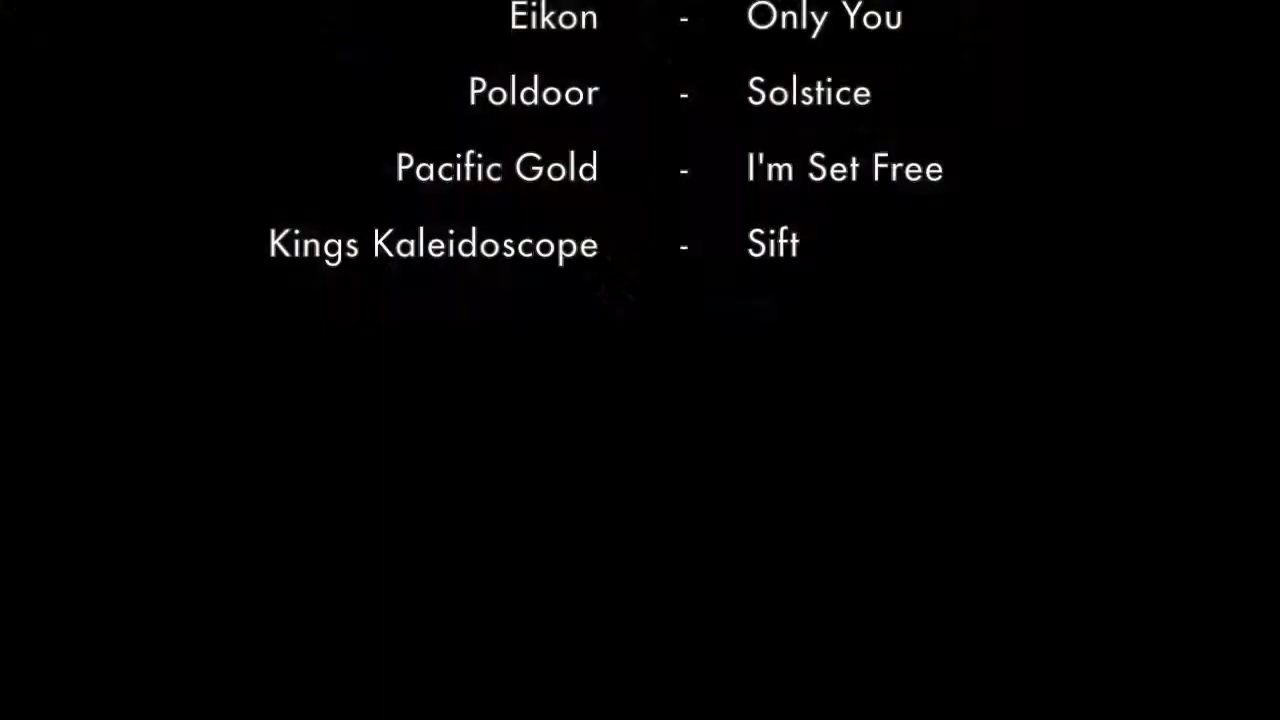 Eikon - Only You
Poldoor - Solstice
Pacific Gold - I'm Set Free
Kings Kaleidoscope - Sift